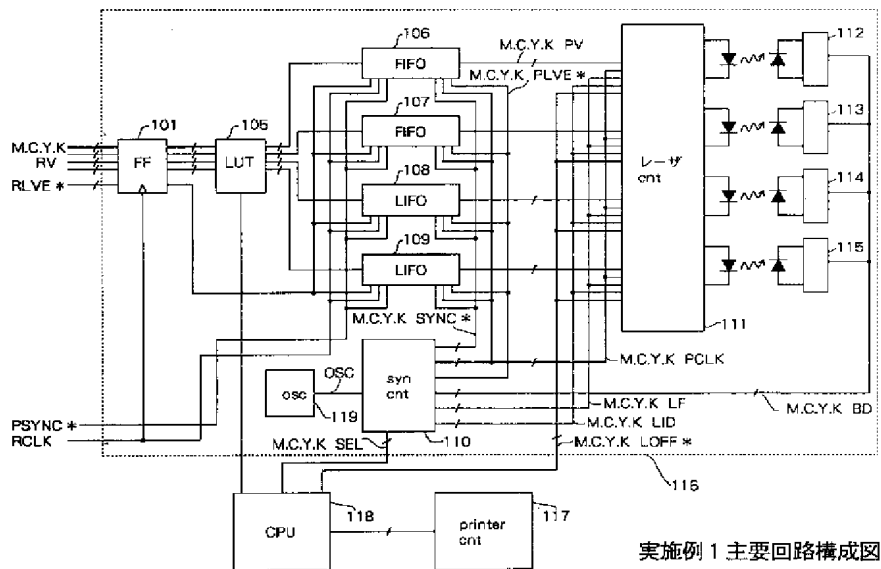 106
FIFO
M.C.Y.K PV
M.C.Y.K PLVE *
107
FIFO
101
105
M.C.Y.K
RV
RLVE *
FF
LUT
108
LIFO
109
LIFO
レーザ
cnt
112
113
114
115
111
M.C.Y.K SYNC *
M.C.Y.K PCLK
OSC
osc
119
syn
cnt
110
M.C.Y.K LF
M.C.Y.K BD
M.C.Y.K LID
M.C.Y.K LOFF *
PSYNC *
RCLK
M.C.Y.K SEL
116
CPU
118
printer
cnt
117
実施例1主要回路構成図